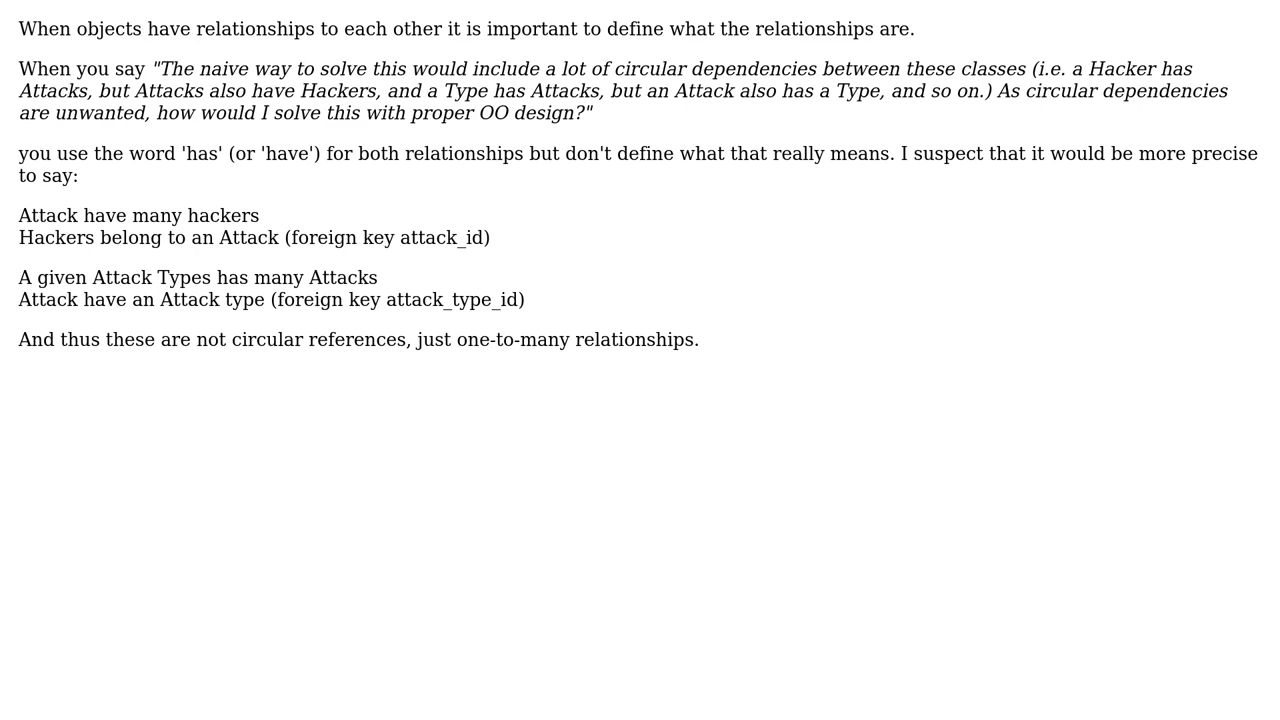 When objects have relationships to each other it is important to define what the relationships are.
When you say "The naive way to solve this would include a lot of circular dependencies between these classes (i.e. a Hacker has
Attacks, but Attacks also have Hackers, and a Type has Attacks, but an Attack also has a Type, and so on.) As circular dependencies
are unwanted, how would I solve this with proper OO design?"
you use the word 'has' (or 'have') for both relationships but don't define what that really means. I suspect that it would be more precise
to say:
Attack have many hackers
Hackers belong to an Attack (foreign key attack_id)
A given Attack Types has many Attacks
Attack have an Attack type (foreign key attack_type_id)
And thus these are not circular references, just one-to-many relationships.